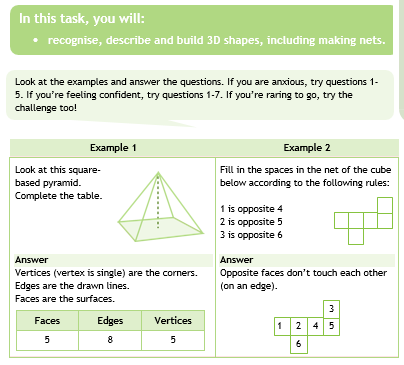 In this task, you will:
• recognise, describe and build 3D shapes, including making nets.
Look at the examples and answer the questions. If you are anxious, try questions 1-
5. If you're feeling confident, try questions 1-7. If you're raring to go, try the
challenge too!
Example 1
Look at this square-
based pyramid.
Complete the table.
Answer
Vertices (vertex is single) are the corners.
Edges are the drawn lines.
Faces are the surfaces.
Faces Edges Vertices
5 8 5
Example 2
Fill in the spaces in the net of the cube
below according to the following rules:
1 is opposite 4
2 is opposite 5
3 is opposite 6
Answer
Opposite faces don't touch each other
(on an edge).
3
1 2 4 5
6